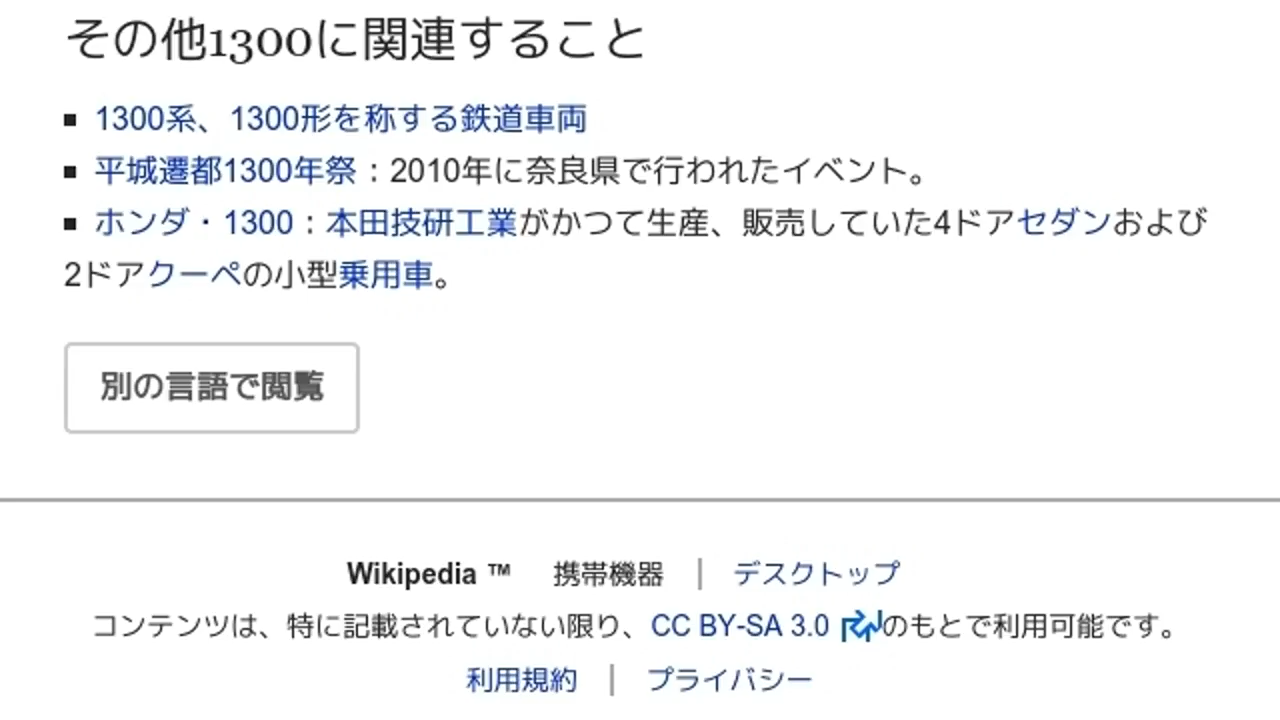 その他1300に関連すること
1300系、1300形を称する鉄道車両
平城遷都1300年祭：2010年に奈良県で行われたイベント。
ホンダ・1300：本田技研工業がかつて生産、販売していた4ドアセダンおよび
2ドアクーペの小型乗用車。
別の言語で閲覧
Wikipedia ™ 携帯機器 | デスクトップ
コンテンツは、特に記載されていない限り、CC BY-SA 3.0 のもとで利用可能です。
利用規約 | プライバシー